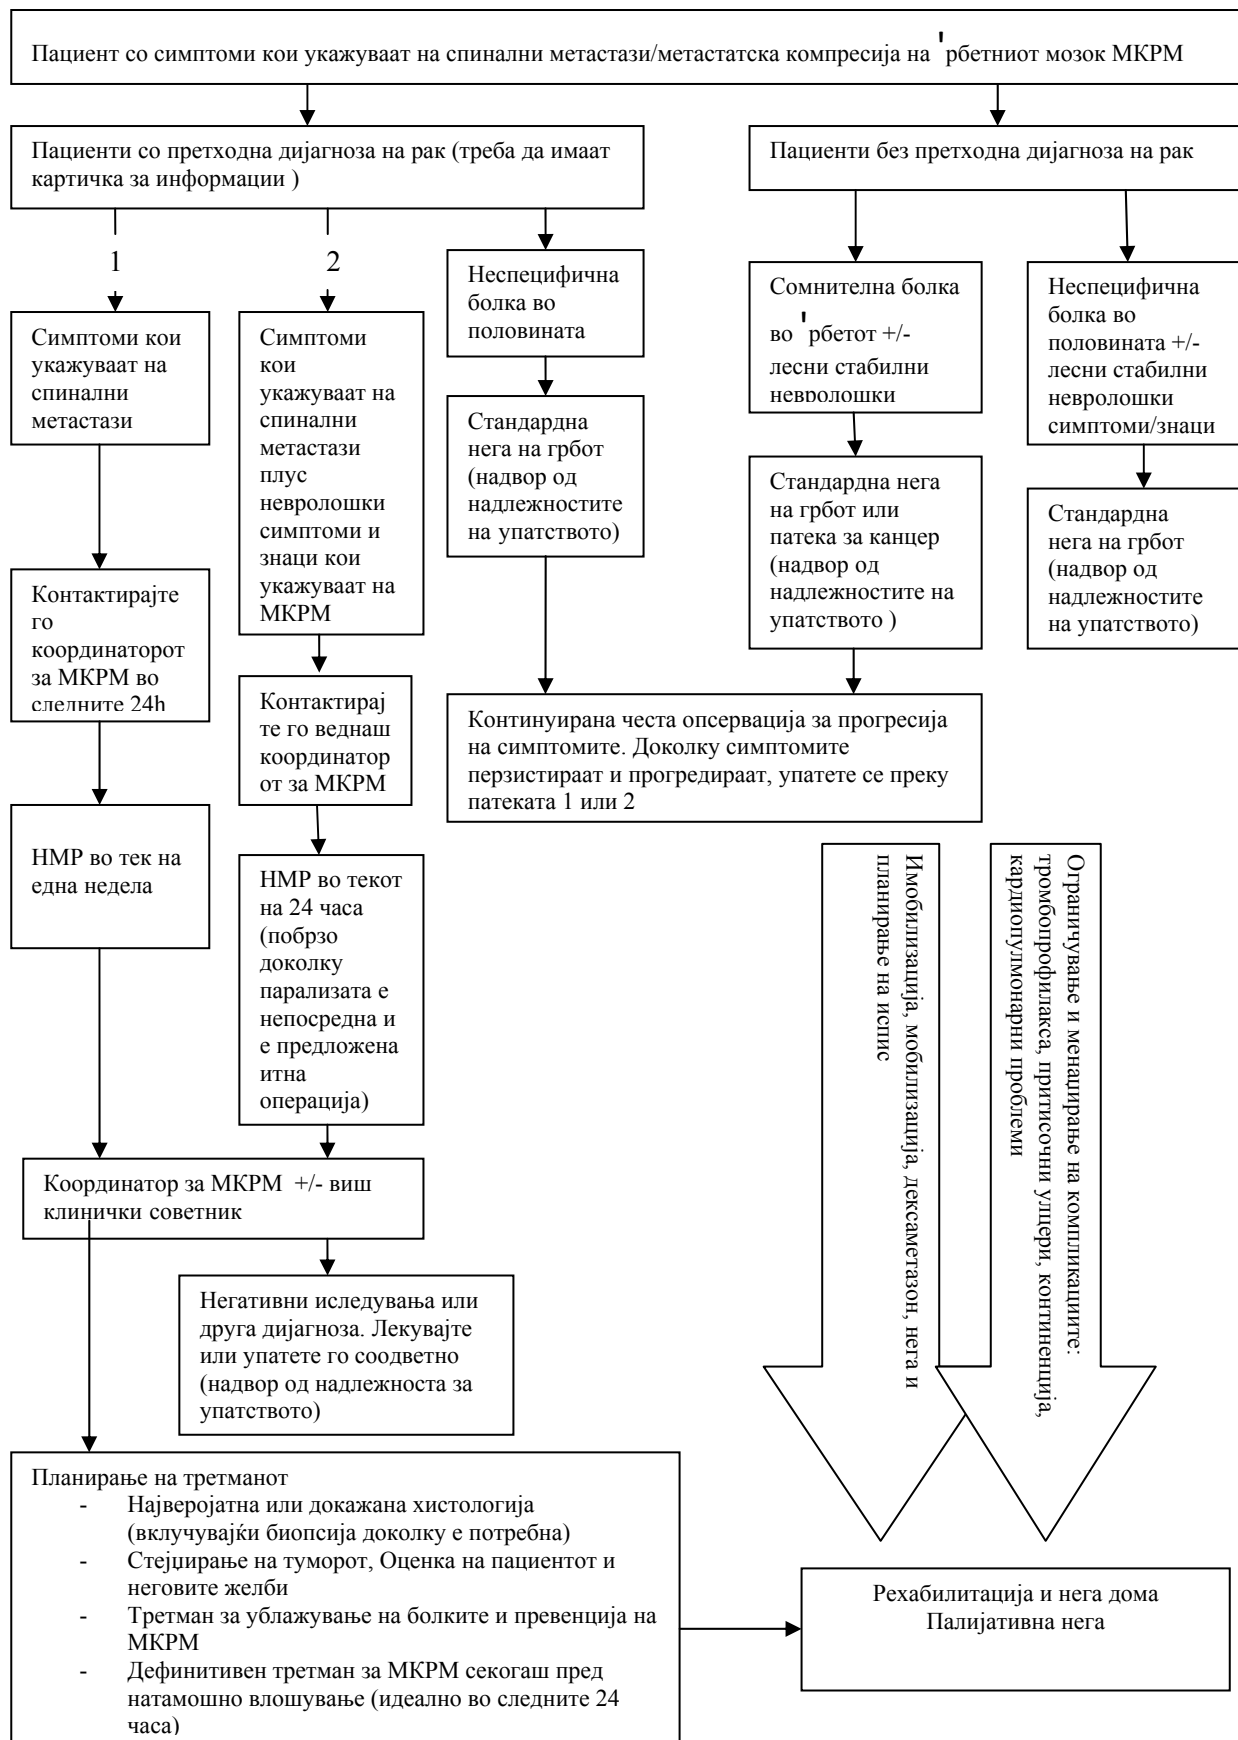 Пациент со симптоми кои укажуваат на спинални метастази/метастатска компресија на 'рбетниот мозок МКРМ
Пациенти со претходна дијагноза на рак (треба да имаат
картичка за информации )
Пациенти без претходна дијагноза на рак
1
2
Симптоми кои
укажуваат на
спинални
метастази
Контактирајте
го
координаторот
за МКРМ во
следните 24h
НМР во тек на
една недела
Симптоми
кои
укажуваат на
спинални
метастази
плус
невролошки
симптоми и
знаци кои
укажуваат на
МКРМ
Контактирај
те го веднаш
координатор
от за МКРМ
НМР во текот
на 24 часа
(побрзо
доколку
парализата е
непосредна и
е предложена
итна
операција)
Неспецифична
болка во
половината
Стандардна
нега на грбот
(надвор од
надлежностите
на упатството)
Сомнителна болка
во 'рбетот +/-
лесни стабилни
невролошки
Стандардна нега
на грбот или
патека за канцер
(надвор од
надлежностите на
упатството )
Неспецифична
болка во
половината +/-
лесни стабилни
невролошки
симптоми/знаци
Стандардна
нега на грбот
(надвор од
надлежностите
на упатството)
Континуирана честа опсервација за прогресија
на симптомите. Доколку симптомите
перзистираат и прогредираат, упатете се преку
патеката 1 или 2
Имобилизација, мобилизација, дексаметазон, нега и
планирање на испис
Ограничување и менаџирање на компликациите:
тромбопрофилакса, притисочни улцери, континенција,
кардиопулмонарни проблеми
Координатор за МКРМ +/- виш
клинички советник
Негативни иследувања или
друга дијагноза. Лекувајте
или упатете го соодветно
(надвор од надлежноста за
упатството)
Планирање на третманот
- Најверојатна или докажана хистологија
(вклучувајќи биопсија доколку е потребна)
- Стејџирање на туморот, Оценка на пациентот и
неговите желби
- Третман за ублажување на болките и превенција на
МКРМ
- Дефинитивен третман за МКРМ секогаш пред
натамошно влошување (идеално во следните 24
часа)
Рехабилитација и нега дома
Палијативна нега